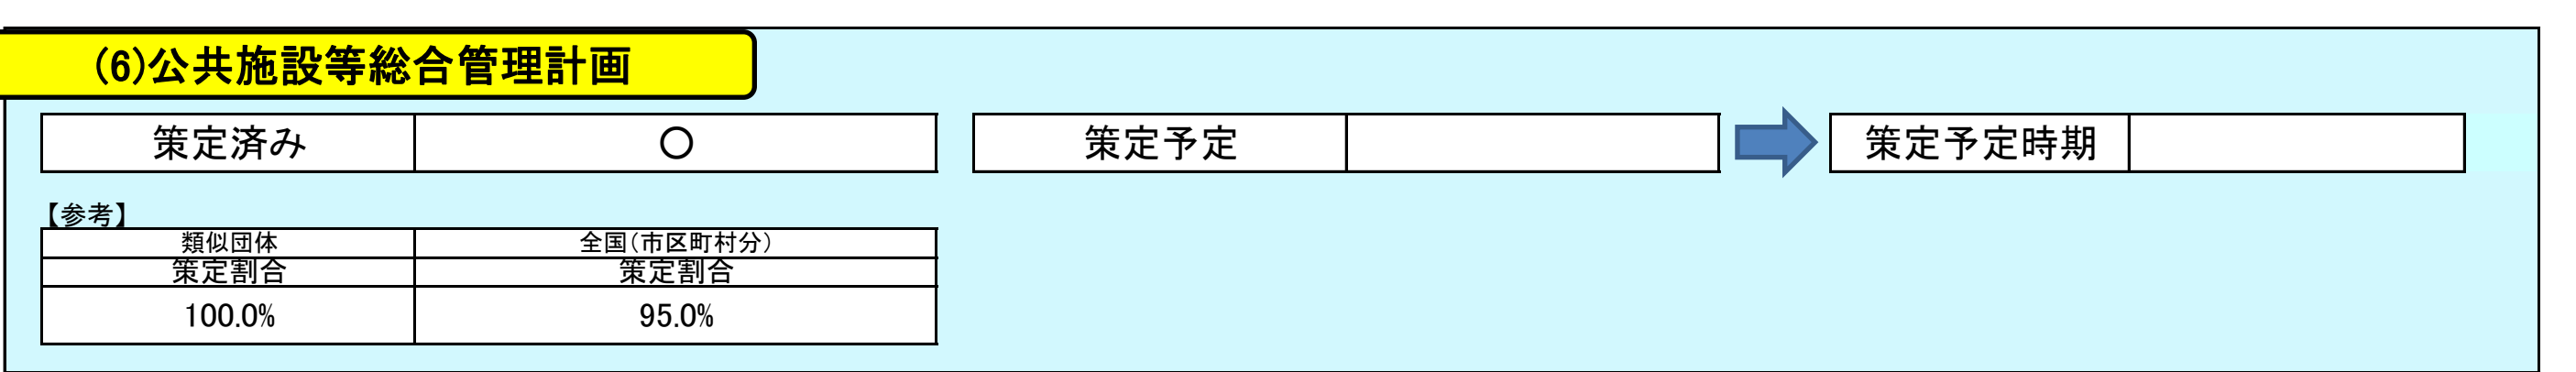 (6)公共施設等総合管理計画
策定済み 〇 策定予定 策定予定時期
【参考】
類似団体 全国(市区町村分)
策定割合 策定割合
100.0% 95.0%